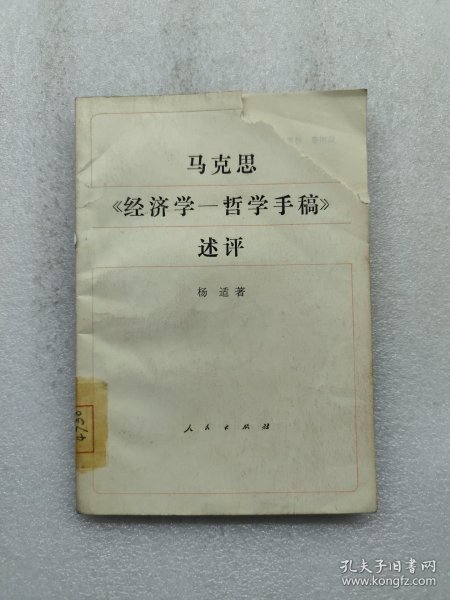 马克思
《经济学—哲学手稿》
述评
杨 适 著
4730
人民出版社
孔夫子旧书网
www.kongfz.com